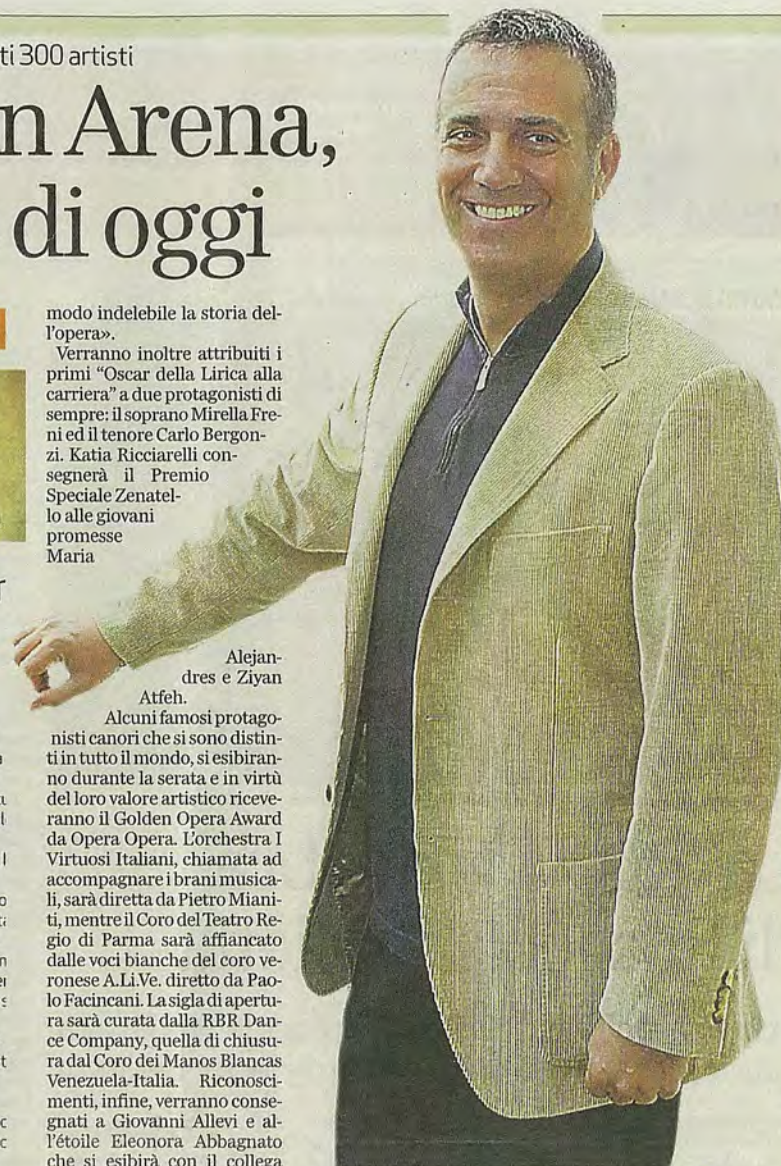 ti 300 artisti
n Arena,
di oggi
modo indelebile la storia del-
l'opera».
Verranno inoltre attribuiti i
primi “Oscar della Lirica alla
carriera” a due protagonisti di
sempre: il soprano Mirella Fre-
ni ed il tenore Carlo Bergon-
zi. Katia Ricciarelli con-
segnerà il Premio
Speciale Zenatel-
lo alle giovani
promesse
Maria
Alejan-
dres e Ziyan
Atfeh.
Alcuni famosi protago-
nisti canori che si sono distin-
ti in tutto il mondo, si esibiran-
no durante la serata e in virtù
del loro valore artistico riceve-
ranno il Golden Opera Award
da Opera Opera. L'orchestra I
Virtuosi Italiani, chiamata ad
accompagnare i brani musica-
li, sarà diretta da Pietro Miani-
ti, mentre il Coro del Teatro Re-
gio di Parma sarà affiancato
dalle voci bianche del coro ve-
ronese A.Li.Ve. diretto da Pao-
lo Facincani. La sigla di apertu-
ra sarà curata dalla RBR Dan-
ce Company, quella di chiusu-
ra dal Coro dei Manos Blancas
Venezuela-Italia. Riconosci-
menti, infine, verranno conse-
gnati a Giovanni Allevi e al-
l'étoile Eleonora Abbagnato
che si esibirà con il collega